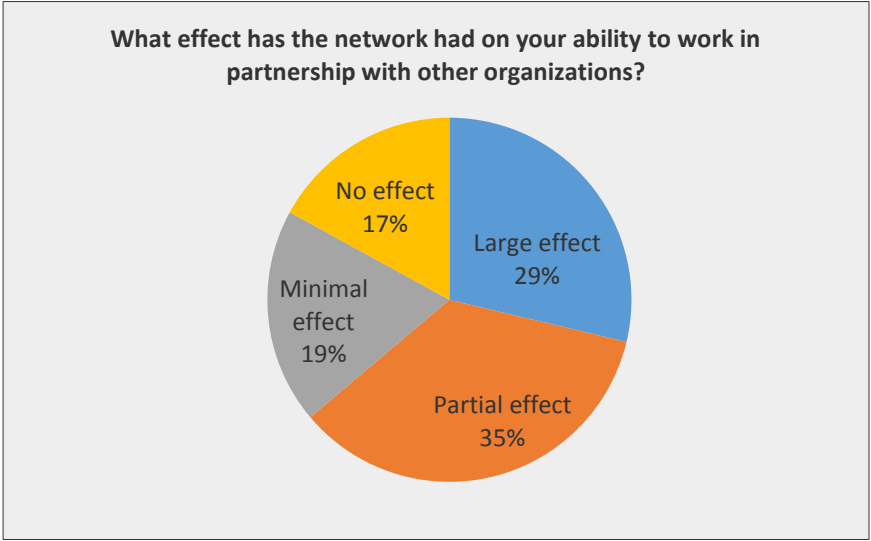 What effect has the network had on your ability to work in
partnership with other organizations?
No effect
17%
Large effect
29%
Minimal
effect
19%
Partial effect
35%